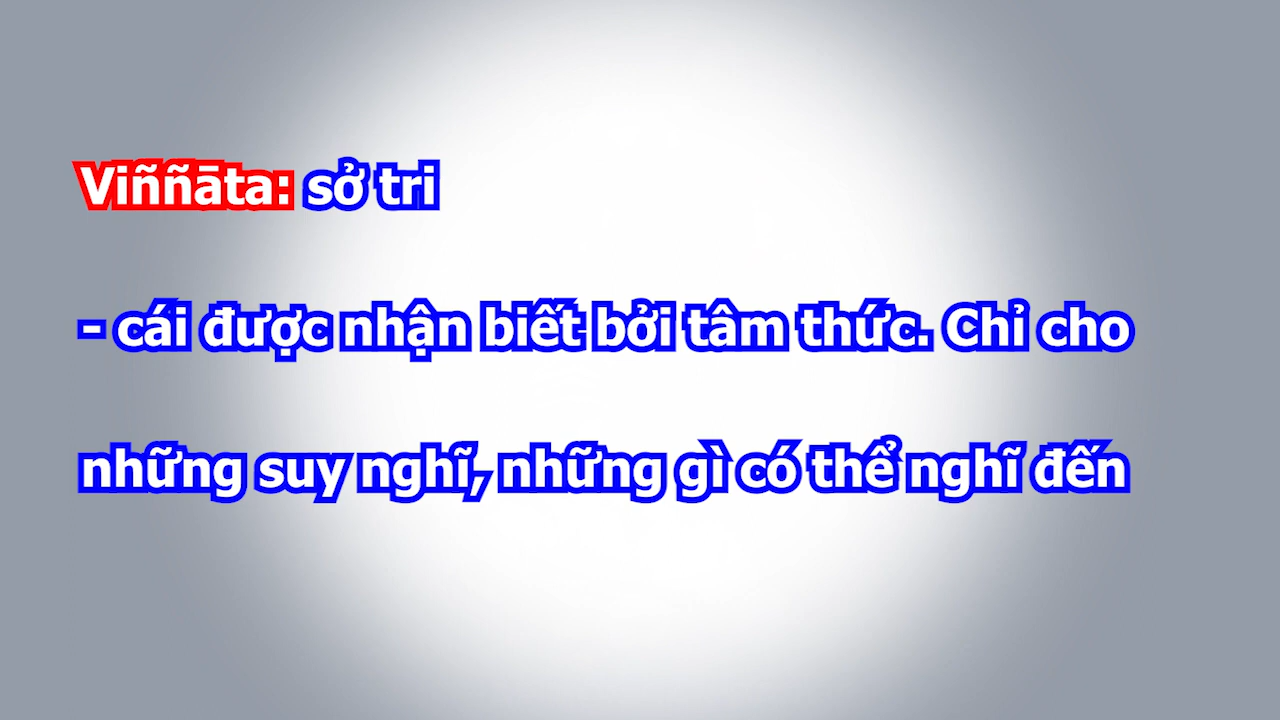 Viññāta: sở tri
- cái được nhận biết bởi tâm thức. Chỉ cho
những suy nghĩ, những gì có thể nghĩ đến